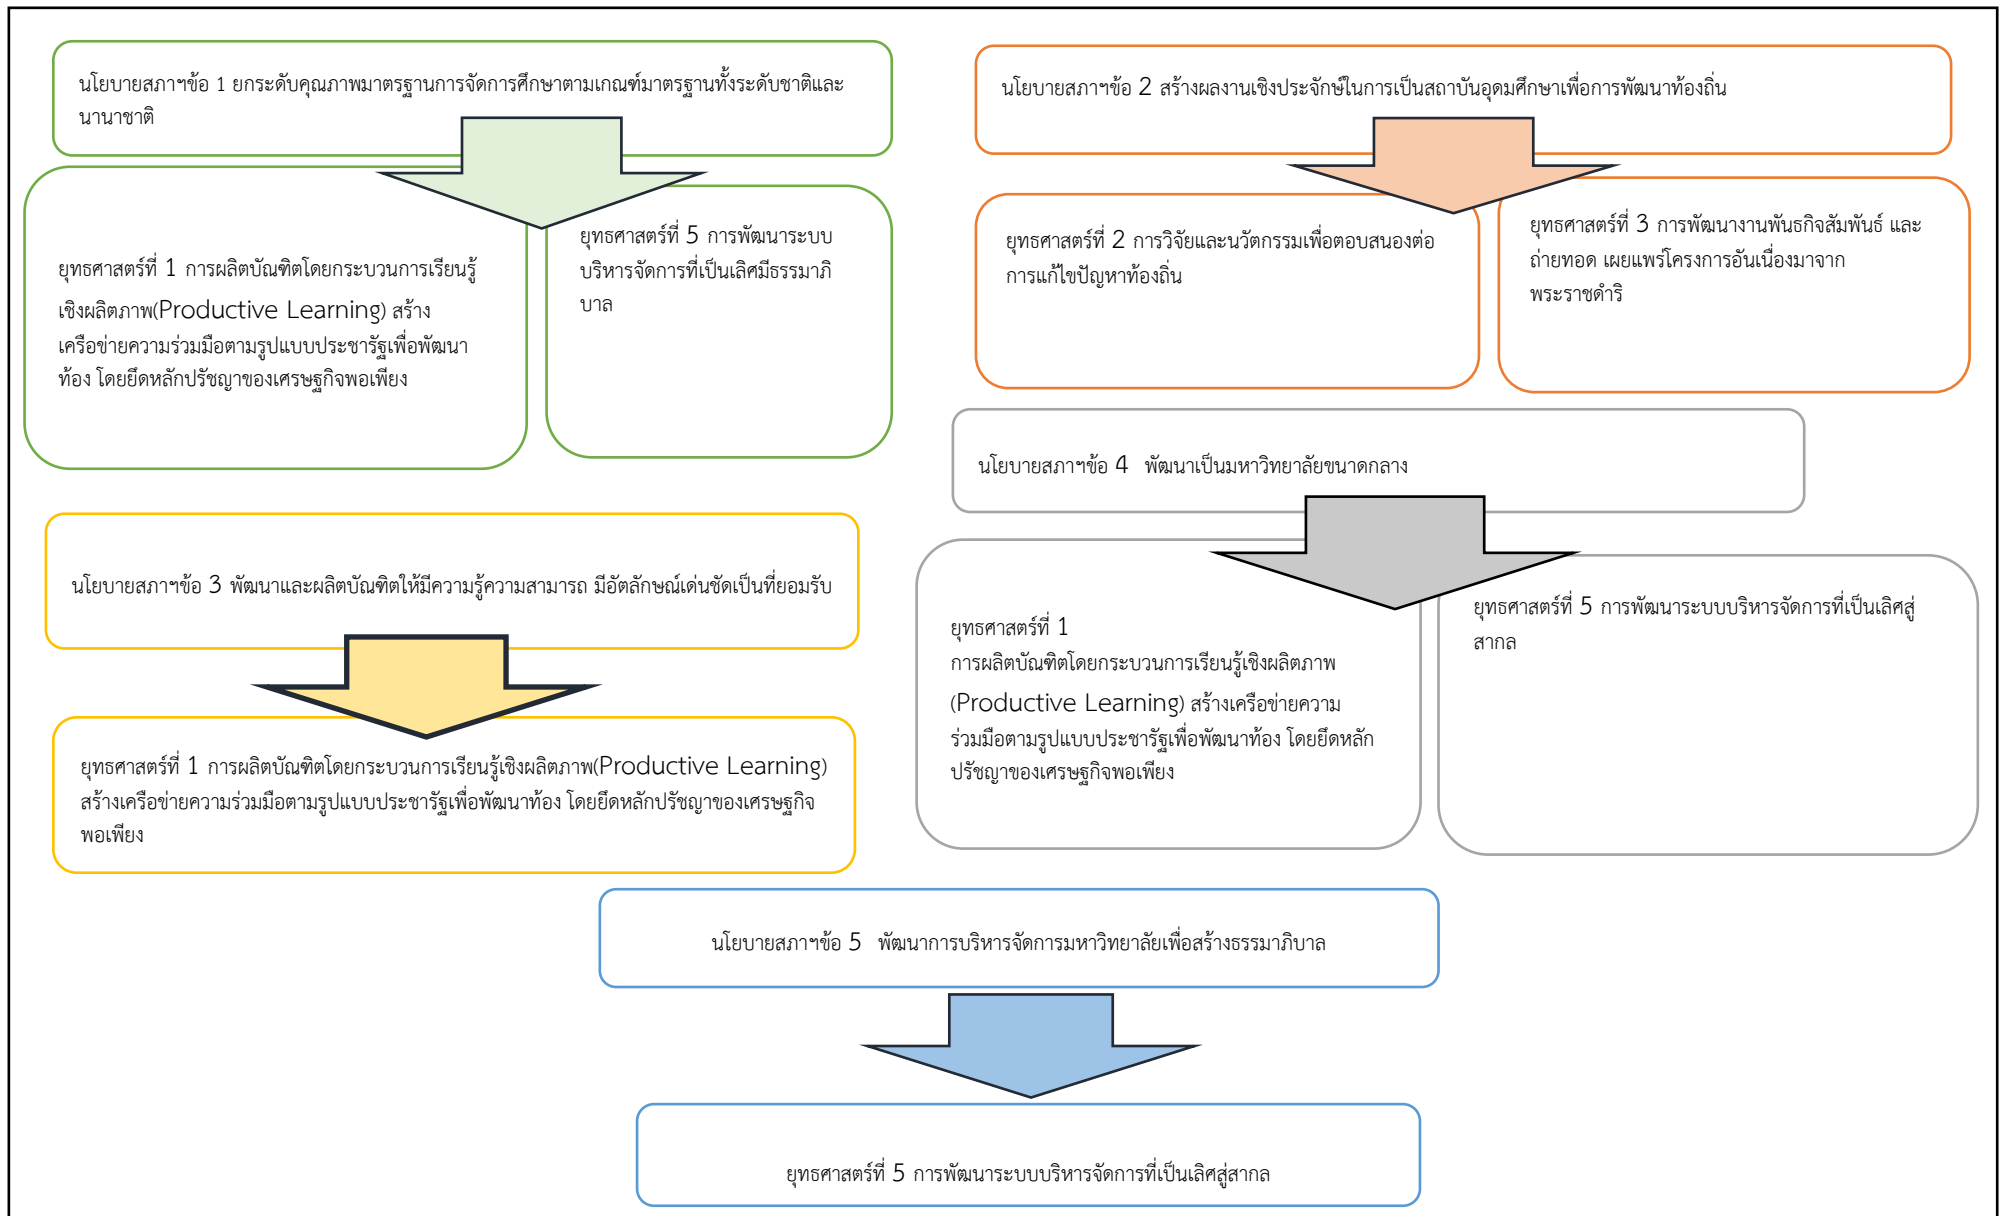 นโยบายสภาฯข้อ 1 ยกระดับคุณภาพมาตรฐานการจัดการศึกษาตามเกณฑ์มาตรฐานทั้งระดับชาติและ
นานาชาติ
ยุทธศาสตร์ที่ 1 การผลิตบัณฑิตโดยกระบวนการเรียนรู้
เชิงผลิตภาพ(Productive Learning) สร้าง
เครือข่ายความร่วมมือตามรูปแบบประชารัฐเพื่อพัฒนา
ท้อง โดยยึดหลักปรัชญาของเศรษฐกิจพอเพียง
ยุทธศาสตร์ที่ 5 การพัฒนาระบบ
บริหารจัดการที่เป็นเลิศมีธรรมาภิ
บาล
นโยบายสภาฯข้อ 2 สร้างผลงานเชิงประจักษ์ในการเป็นสถาบันอุดมศึกษาเพื่อการพัฒนาท้องถิ่น
ยุทธศาสตร์ที่ 2 การวิจัยและนวัตกรรมเพื่อตอบสนองต่อ
การแก้ไขปัญหาท้องถิ่น
ยุทธศาสตร์ที่ 3 การพัฒนางานพันธกิจสัมพันธ์ และ
ถ่ายทอด เผยแพร่โครงการอันเนื่องมาจาก
พระราชดำริ
นโยบายสภาฯข้อ 3 พัฒนาและผลิตบัณฑิตให้มีความรู้ความสามารถ มีอัตลักษณ์เด่นชัดเป็นที่ยอมรับ
ยุทธศาสตร์ที่ 1 การผลิตบัณฑิตโดยกระบวนการเรียนรู้เชิงผลิตภาพ(Productive Learning)
สร้างเครือข่ายความร่วมมือตามรูปแบบประชารัฐเพื่อพัฒนาท้อง โดยยึดหลักปรัชญาของเศรษฐกิจ
พอเพียง
นโยบายสภาฯข้อ 4 พัฒนาเป็นมหาวิทยาลัยขนาดกลาง
ยุทธศาสตร์ที่ 1
การผลิตบัณฑิตโดยกระบวนการเรียนรู้เชิงผลิตภาพ
(Productive Learning) สร้างเครือข่ายความ
ร่วมมือตามรูปแบบประชารัฐเพื่อพัฒนาท้อง โดยยึดหลัก
ปรัชญาของเศรษฐกิจพอเพียง
ยุทธศาสตร์ที่ 5 การพัฒนาระบบบริหารจัดการที่เป็นเลิศสู่
สากล
นโยบายสภาฯข้อ 5 พัฒนาการบริหารจัดการมหาวิทยาลัยเพื่อสร้างธรรมาภิบาล
ยุทธศาสตร์ที่ 5 การพัฒนาระบบบริหารจัดการที่เป็นเลิศสู่สากล